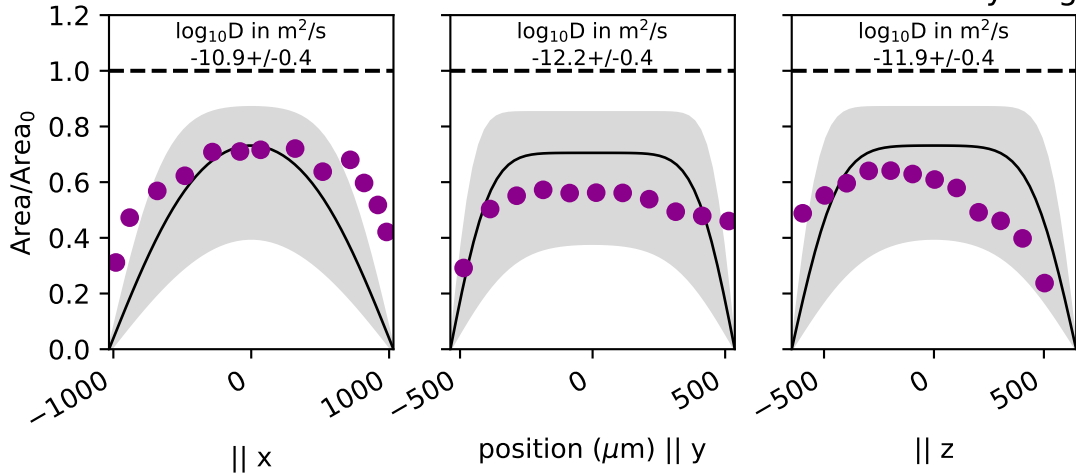 log₁₀D in m²/s
-10.9+/-0.4
log₁₀D in m²/s
-12.2+/-0.4
log₁₀D in m²/s
-11.9+/-0.4
Area/Area₀
1.2
1.0
0.8
0.6
0.4
0.2
0.0
−1000 0 1000
−500 0 500
−500 0 500
|| x
position (μm) || y
|| z